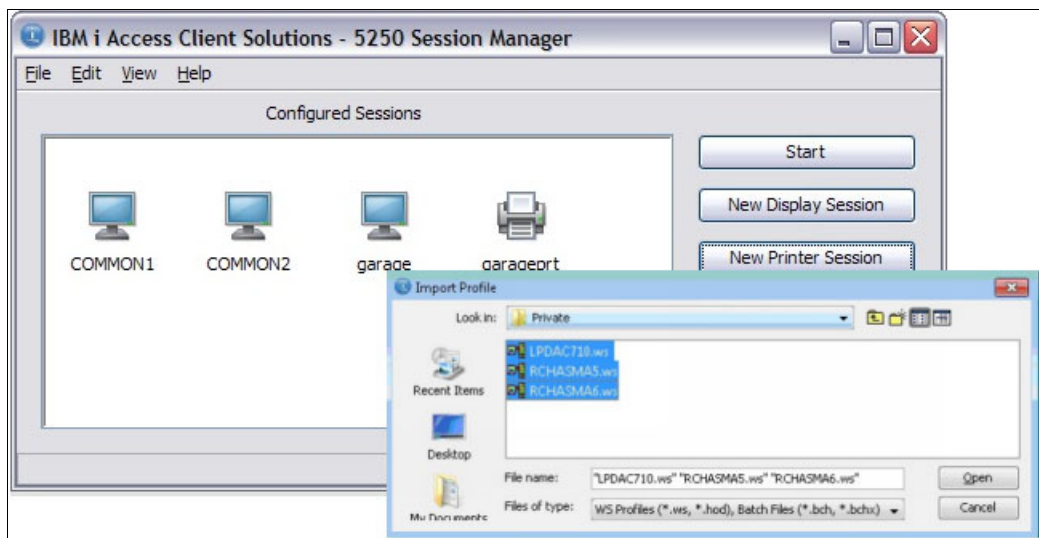 IBM i Access Client Solutions - 5250 Session Manager
File Edit View Help
Configured Sessions
Start
New Display Session
New Printer Session
COMMON1 COMMON2 garage garageprt
Import Profile
Look in: Private
LPDAC710.ws
RCHASMA5.ws
RCHASMA6.ws
Recent Items
Desktop
My Documents
File name: "LPDAC710.ws" "RCHASMA5.ws" "RCHASMA6.ws" Open
Files of type: WS Profiles (*.ws, *.hod), Batch Files (*.bch, *.bchx) Cancel